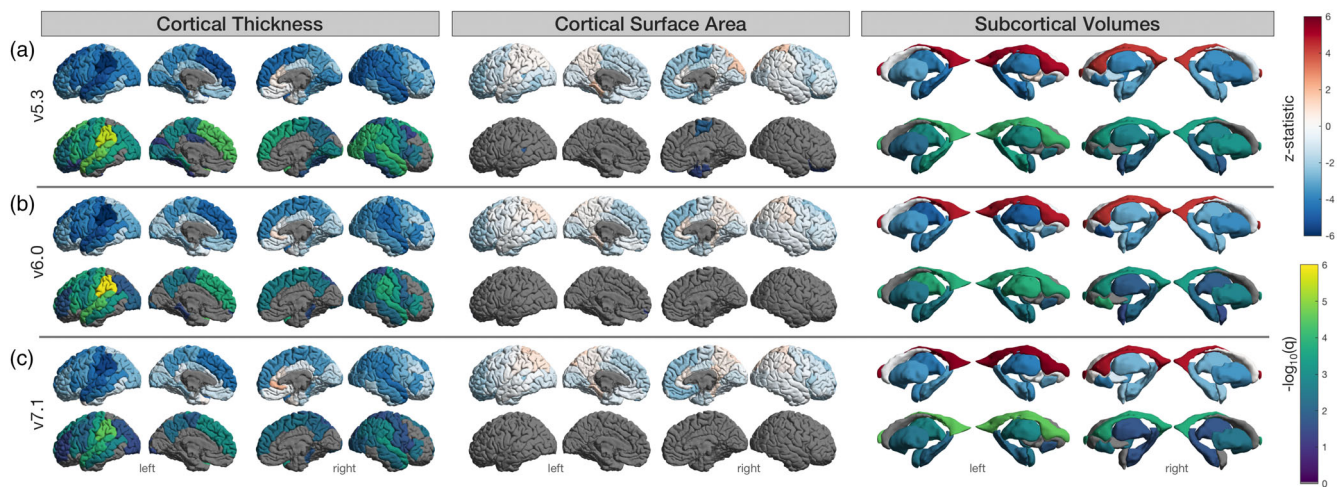 Cortical Thickness
Cortical Surface Area
Subcortical Volumes
(a)
v5.3
(b)
v6.0
(c)
v7.1
left
right
left
right
left
right
6
4
2
0
-2
-4
-6
z-statistic
6
5
4
3
2
1
0
-log10(q)